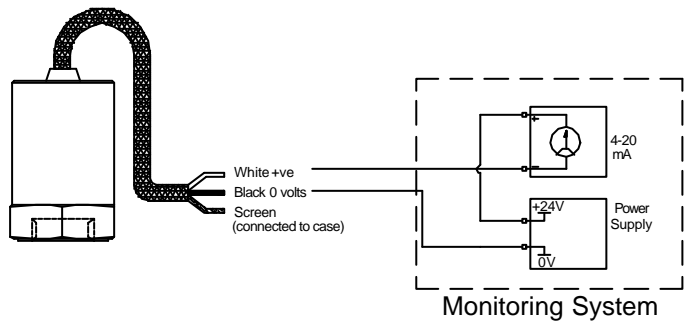 White +ve
Black 0 volts
Screen
(connected to case)
+
-
4-20
mA
+24V
0V
Power
Supply
Monitoring System